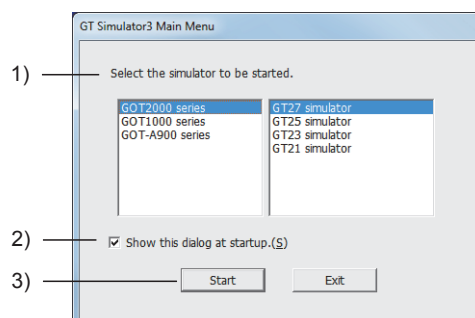 GT Simulator3 Main Menu
1)
Select the simulator to be started.
GOT2000 series
GOT1000 series
GOT-A900 series
GT27 simulator
GT25 simulator
GT23 simulator
GT21 simulator
2)
Show this dialog at startup.(S)
3)
Start
Exit